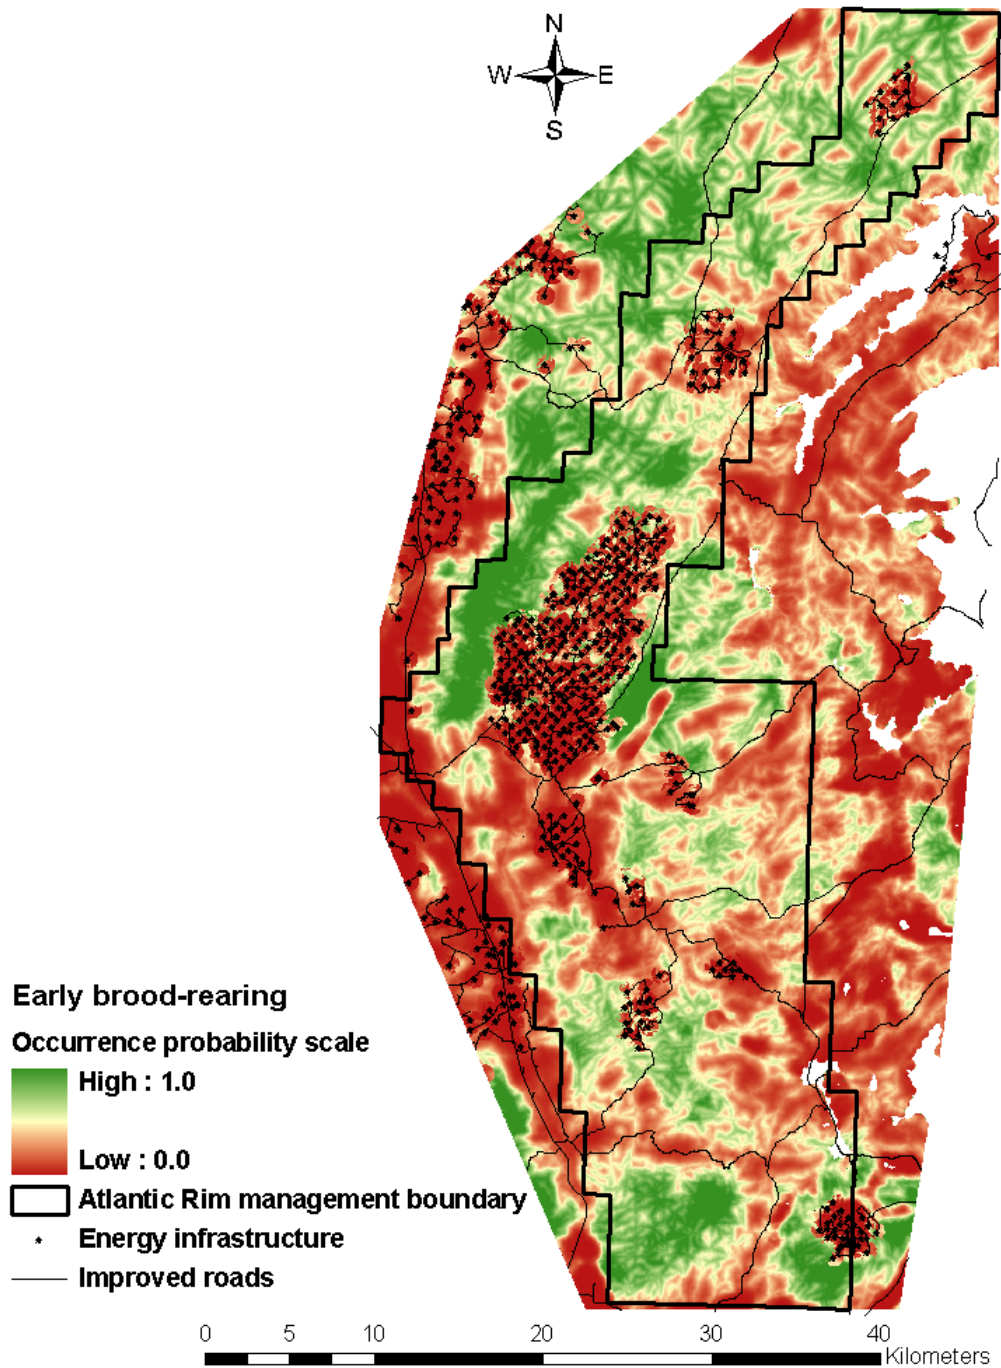 N
W E
S
Early brood-rearing
Occurrence probability scale
High : 1.0
Low : 0.0
Atlantic Rim management boundary
Energy infrastructure
Improved roads
0 5 10 20 30 40
Kilometers